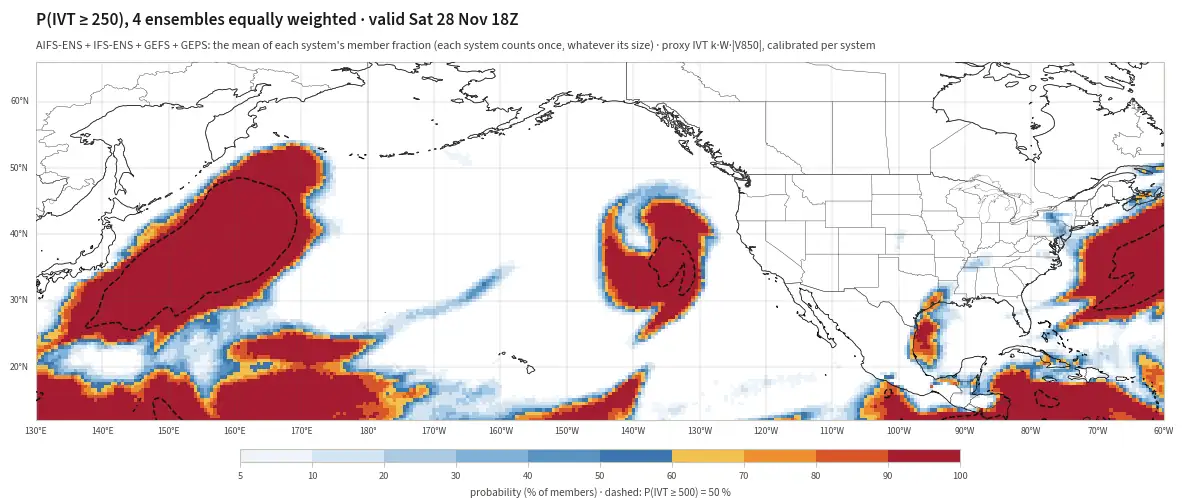 P(IVT ≥ 250), 4 ensembles equally weighted · valid Sat 28 Nov 18Z
AIFS-ENS + IFS-ENS + GEFS + GEPS: the mean of each system's member fraction (each system counts once, whatever its size) · proxy IVT k·W·|V850|, calibrated per system
60°N
50°N
40°N
30°N
20°N
130°E 140°E 150°E 160°E 170°E 180° 170°W 160°W 150°W 140°W 130°W 120°W 110°W 100°W 90°W 80°W 70°W 60°W
5 10 20 30 40 50 60 70 80 90 100
probability (% of members) · dashed: P(IVT ≥ 500) = 50 %